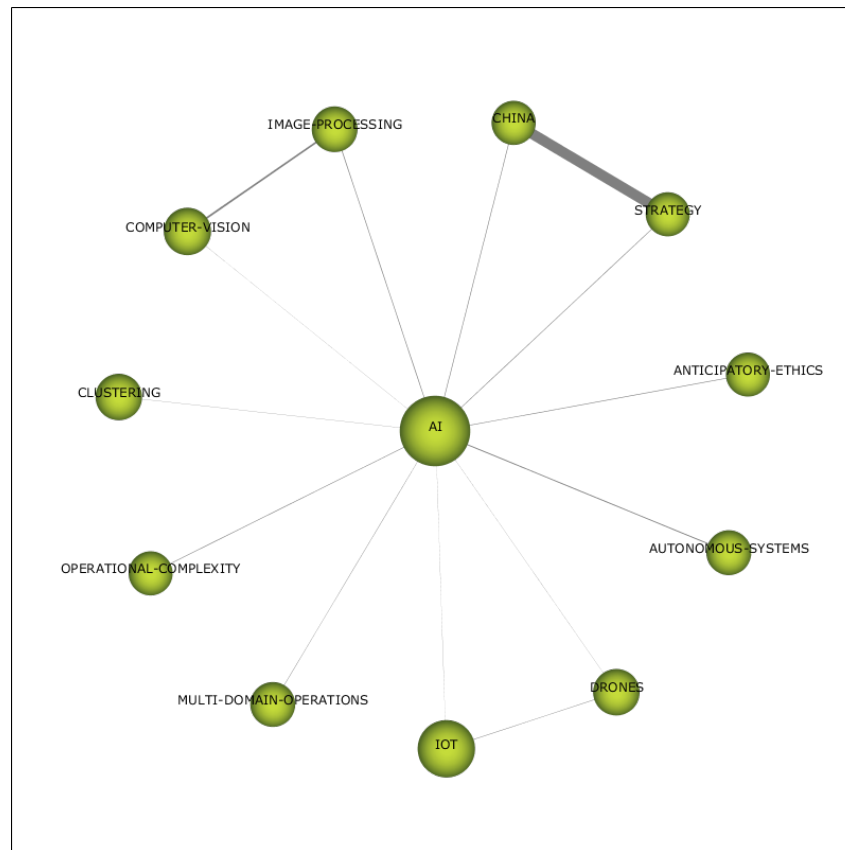 CHINA
IMAGE-PROCESSING
STRATEGY
COMPUTER-VISION
ANTICIPATORY-ETHICS
CLUSTERING
AI
AUTONOMOUS-SYSTEMS
OPERATIONAL-COMPLEXITY
DRONES
MULTI-DOMAIN-OPERATIONS
IOT